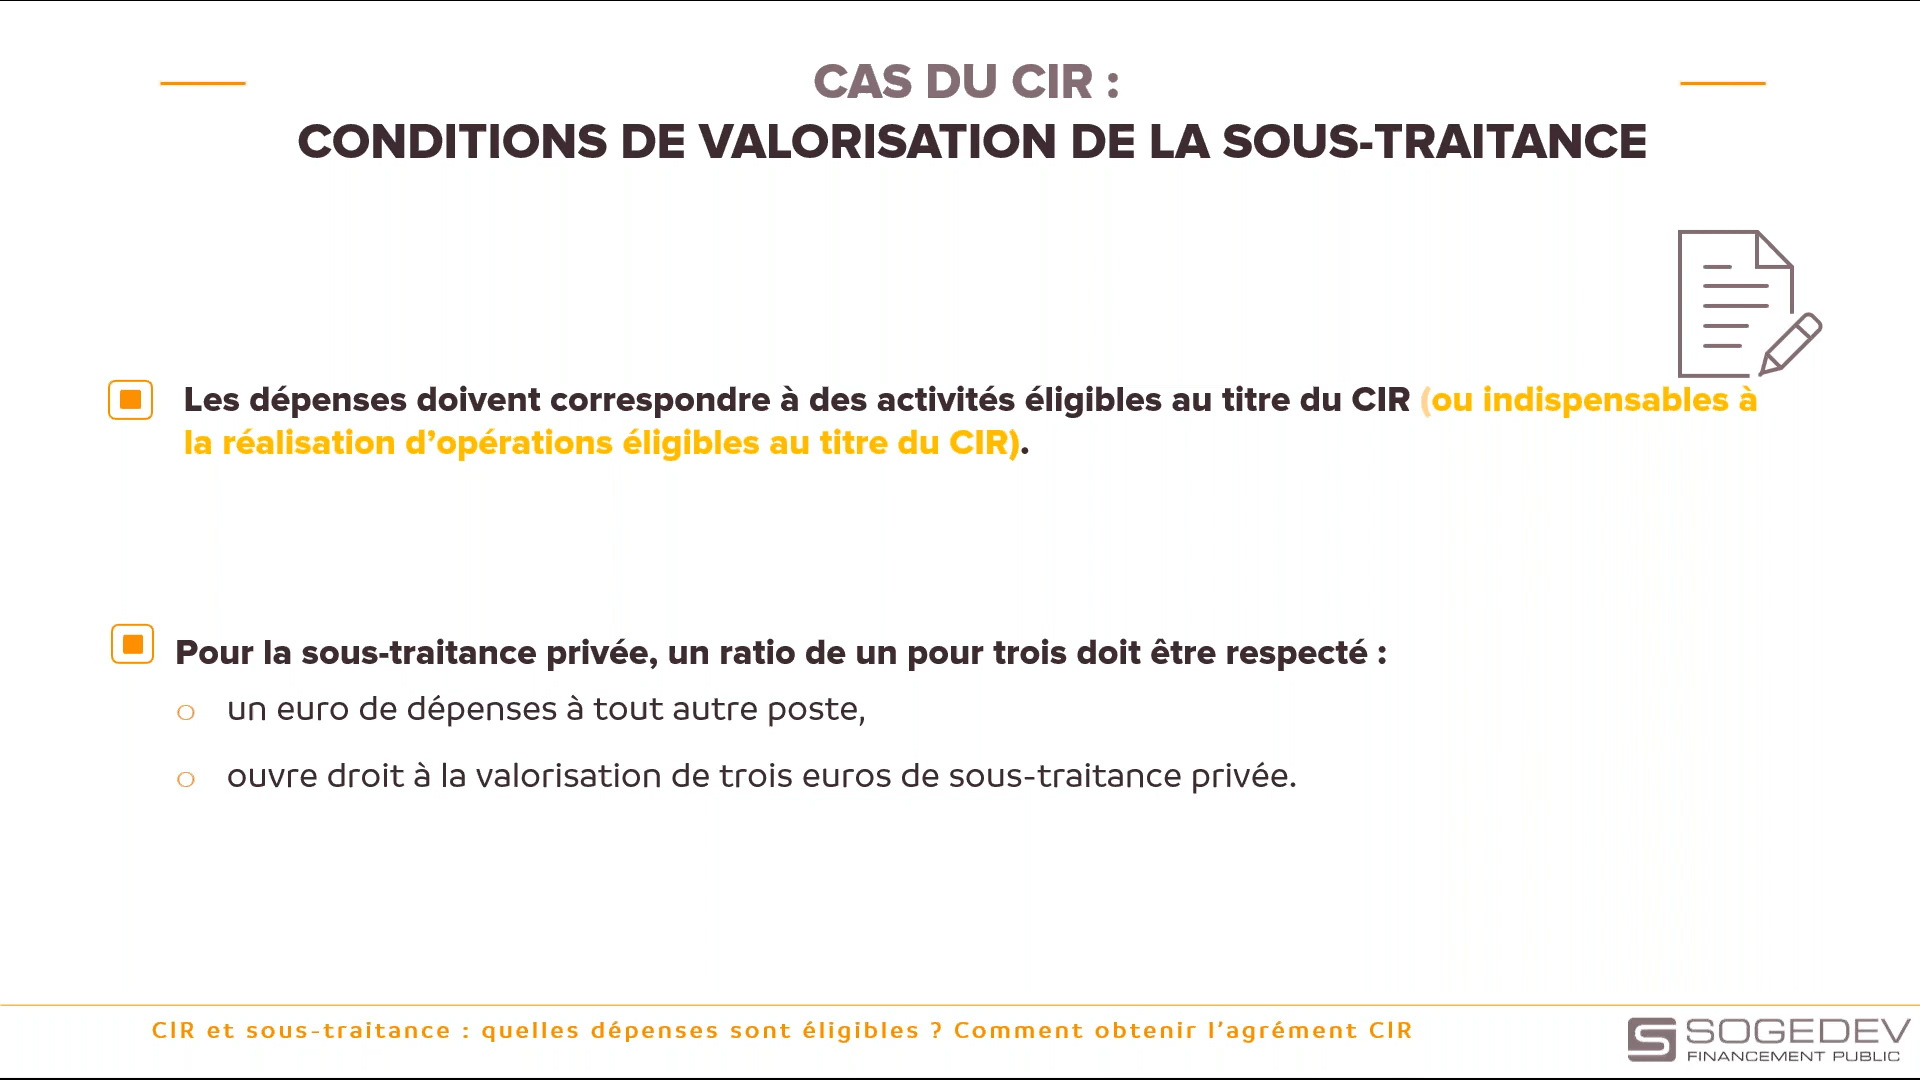 CAS DU CIR :
CONDITIONS DE VALORISATION DE LA SOUS-TRAITANCE
Les dépenses doivent correspondre à des activités éligibles au titre du CIR (ou indispensables à
la réalisation d’opérations éligibles au titre du CIR).
Pour la sous-traitance privée, un ratio de un pour trois doit être respecté :
o un euro de dépenses à tout autre poste,
o ouvre droit à la valorisation de trois euros de sous-traitance privée.
CIR et sous-traitance : quelles dépenses sont éligibles ? Comment obtenir l’agrément CIR
SOGEDEV
FINANCEMENT PUBLIC